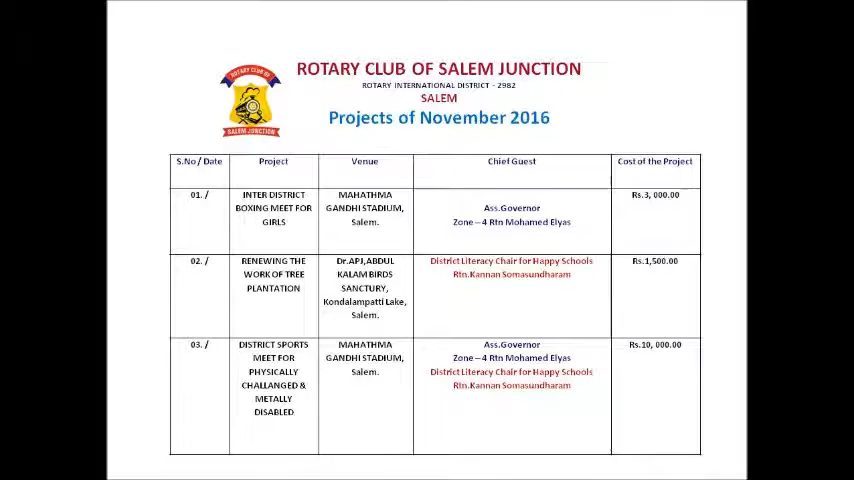 ROTARY CLUB OF
SALEM JUNCTION
ROTARY CLUB OF SALEM JUNCTION
ROTARY INTERNATIONAL DISTRICT - 2982
SALEM
Projects of November 2016
S.No / Date Project Venue Chief Guest Cost of the Project
01. /
INTER DISTRICT
BOXING MEET FOR
GIRLS
MAHATHMA
GANDHI STADIUM,
Salem.
Ass.Governor
Zone – 4 Rtn Mohamed Elyas
Rs.3, 000.00
02. /
RENEWING THE
WORK OF TREE
PLANTATION
Dr.APJ,ABDUL
KALAM BIRDS
SANCTURY,
Kondalampatti Lake,
Salem.
District Literacy Chair for Happy Schools
Rtn.Kannan Somasundharam
Rs.1,500.00
03. /
DISTRICT SPORTS
MEET FOR
PHYSICALLY
CHALLANGED &
METALLY
DISABLED
MAHATHMA
GANDHI STADIUM,
Salem.
Ass.Governor
Zone – 4 Rtn Mohamed Elyas
District Literacy Chair for Happy Schools
Rtn.Kannan Somasundharam
Rs.10, 000.00